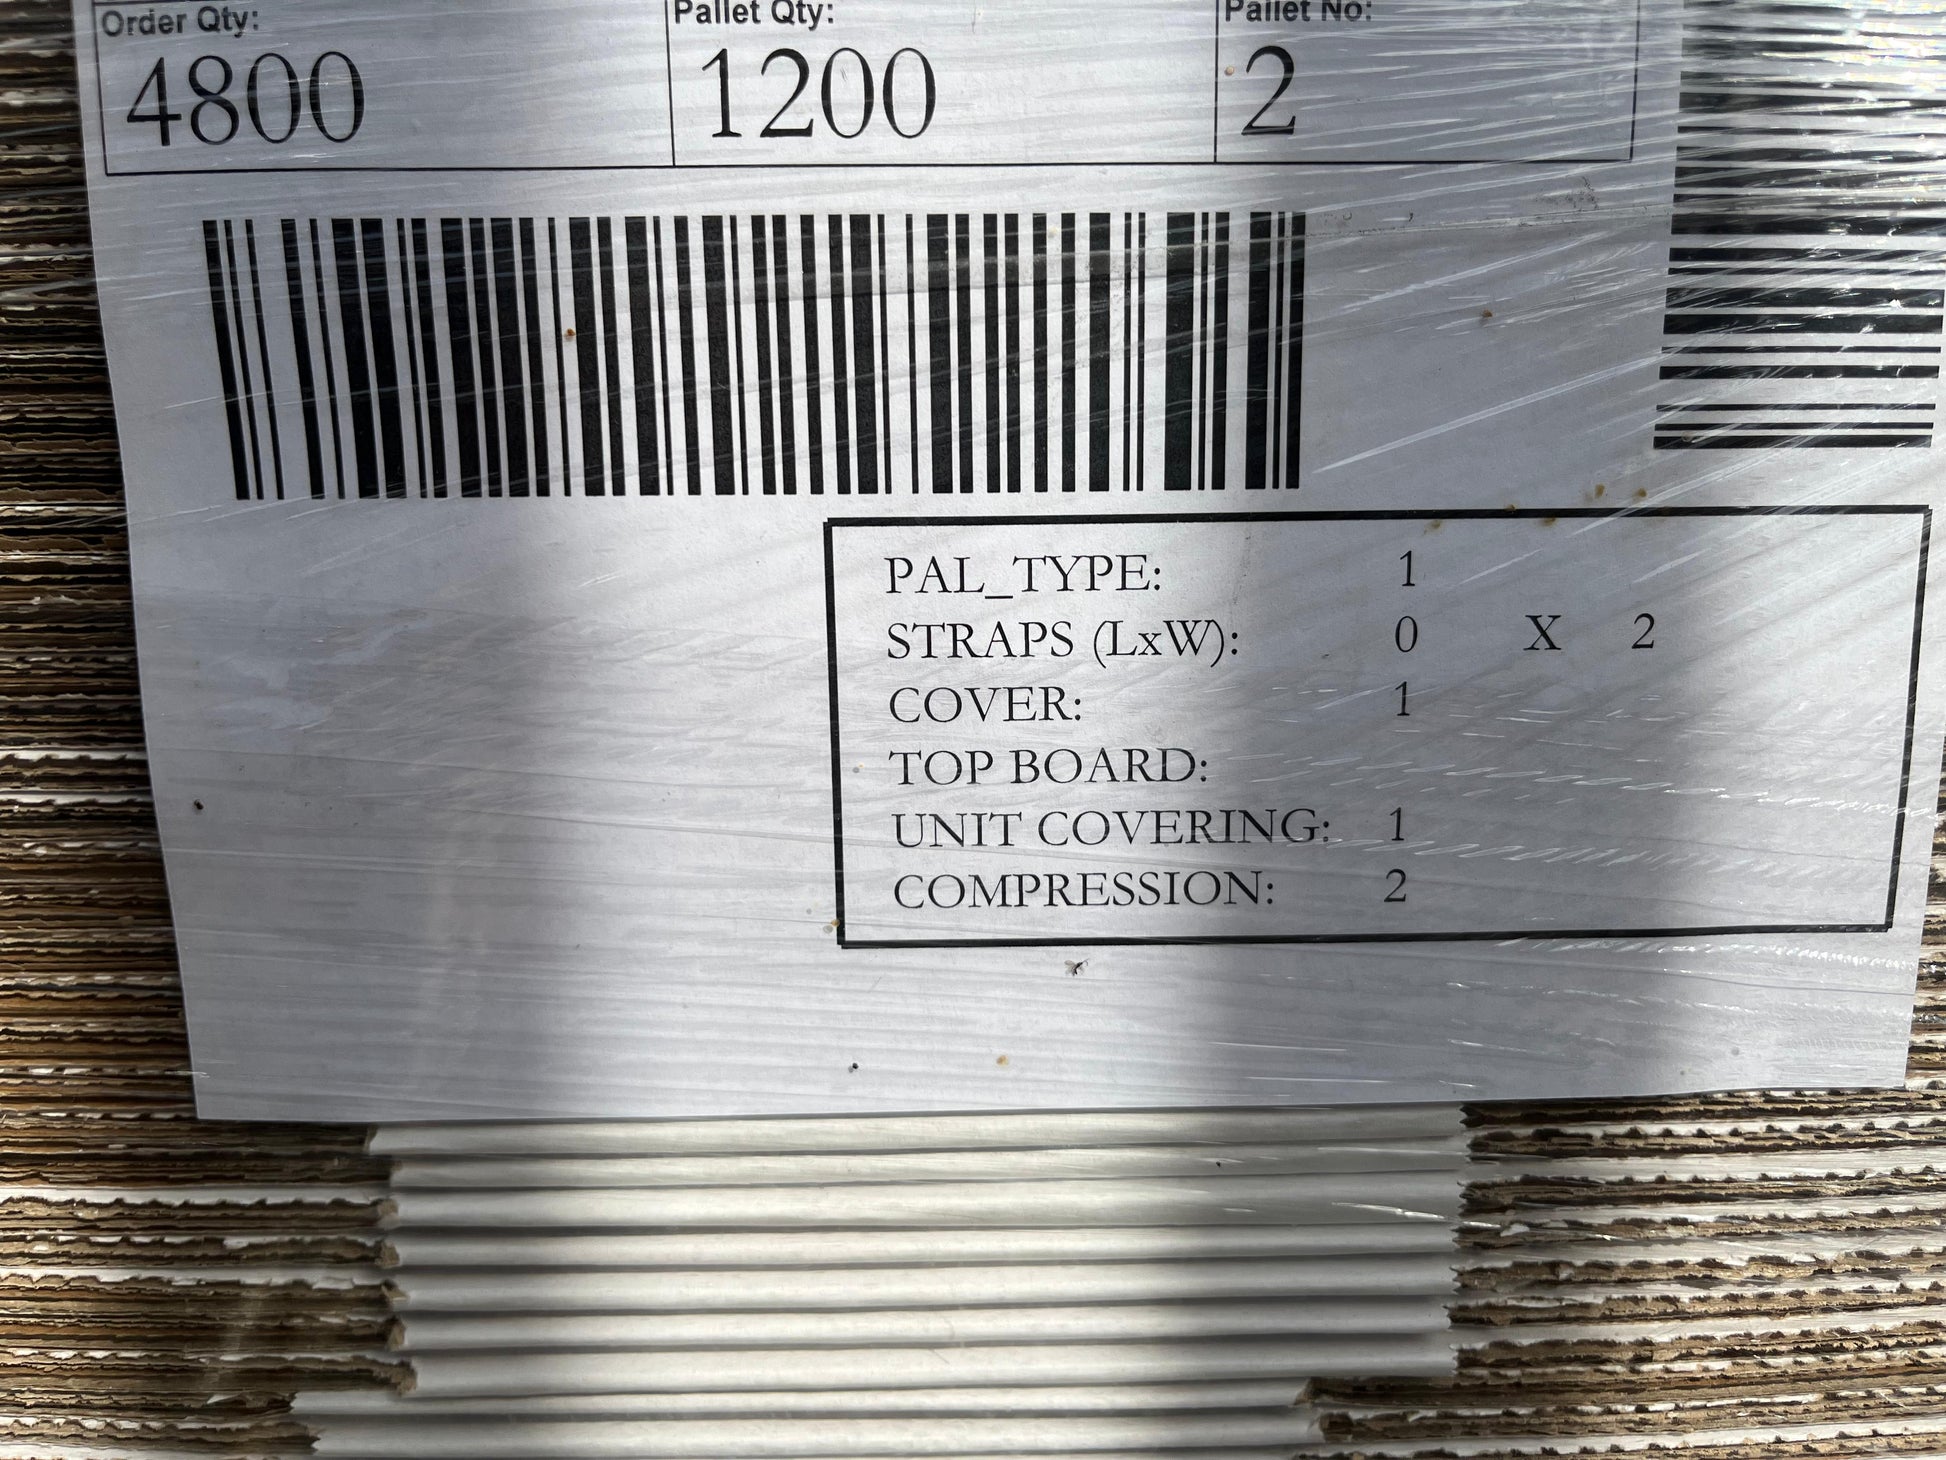 Order Qty: Pallet Qty: Pallet No:
4800 1200 2
PAL_TYPE: 1
STRAPS (LxW): 0 X 2
COVER: 1
TOP BOARD:
UNIT COVERING: 1
COMPRESSION: 2